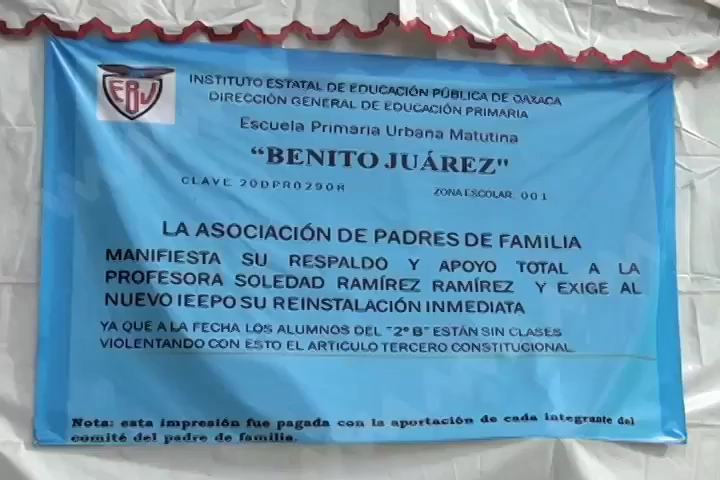 EBJ
INSTITUTO ESTATAL DE EDUCACIÓN PÚBLICA DE OAXACA
DIRECCIÓN GENERAL DE EDUCACIÓN PRIMARIA
Escuela Primaria Urbana Matutina
“BENITO JUÁREZ"
CLAVE 20DPR0290R ZONA ESCOLAR: 001
LA ASOCIACIÓN DE PADRES DE FAMILIA
MANIFIESTA SU RESPALDO Y APOYO TOTAL A LA
PROFESORA SOLEDAD RAMÍREZ RAMÍREZ Y EXIGE AL
NUEVO IEEPO SU REINSTALACIÓN INMEDIATA
YA QUE A LA FECHA LOS ALUMNOS DEL "2º B" ESTÁN SIN CLASES
VIOLENTANDO CON ESTO EL ARTICULO TERCERO CONSTITUCIONAL.
Nota: esta impresión fue pagada con la aportación de cada integrante del
comité del padre de familia.